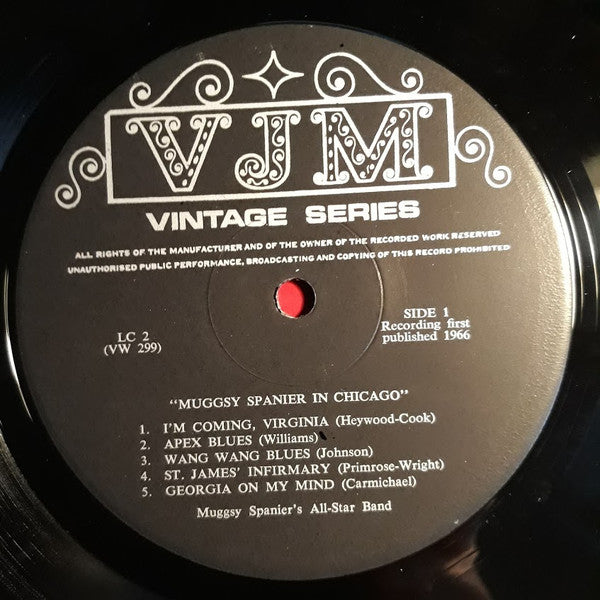 VJM
VINTAGE SERIES
ALL RIGHTS OF THE MANUFACTURER AND OF THE OWNER OF THE RECORDED WORK RESERVED
UNAUTHORISED PUBLIC PERFORMANCE, BROADCASTING AND COPYING OF THIS RECORD PROHIBITED
LC 2
(VW 299)
SIDE 1
Recording first
published 1966
"MUGGSY SPANIER IN CHICAGO"
1. I'M COMING, VIRGINIA (Heywood-Cook)
2. APEX BLUES (Williams)
3. WANG WANG BLUES (Johnson)
4. ST. JAMES' INFIRMARY (Primrose-Wright)
5. GEORGIA ON MY MIND (Carmichael)
Muggsy Spanier's All-Star Band